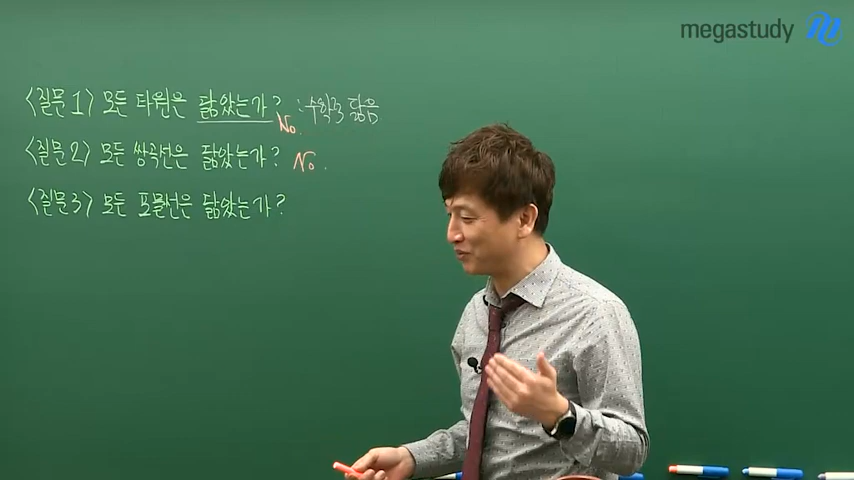 megastudy
<질문 1> 모든 타원은 닮았는가? : 수학적 닮음
No.
<질문 2> 모든 쌍곡선은 닮았는가? No.
<질문 3> 모든 포물선은 닮았는가?